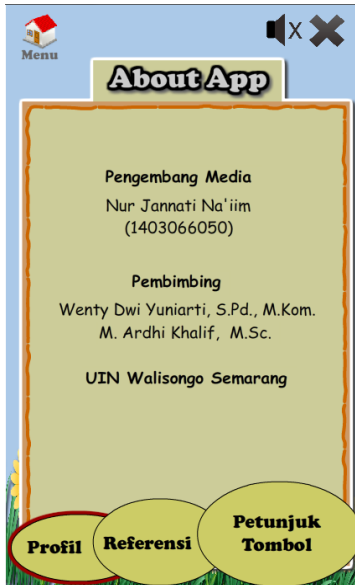 Menu
About App
Pengembang Media
Nur Jannati Na'iim
(1403066050)
Pembimbing
Wenty Dwi Yuniarti, S.Pd., M.Kom.
M. Ardhi Khalif, M.Sc.
UIN Walisongo Semarang
Profil
Referensi
Petunjuk
Tombol